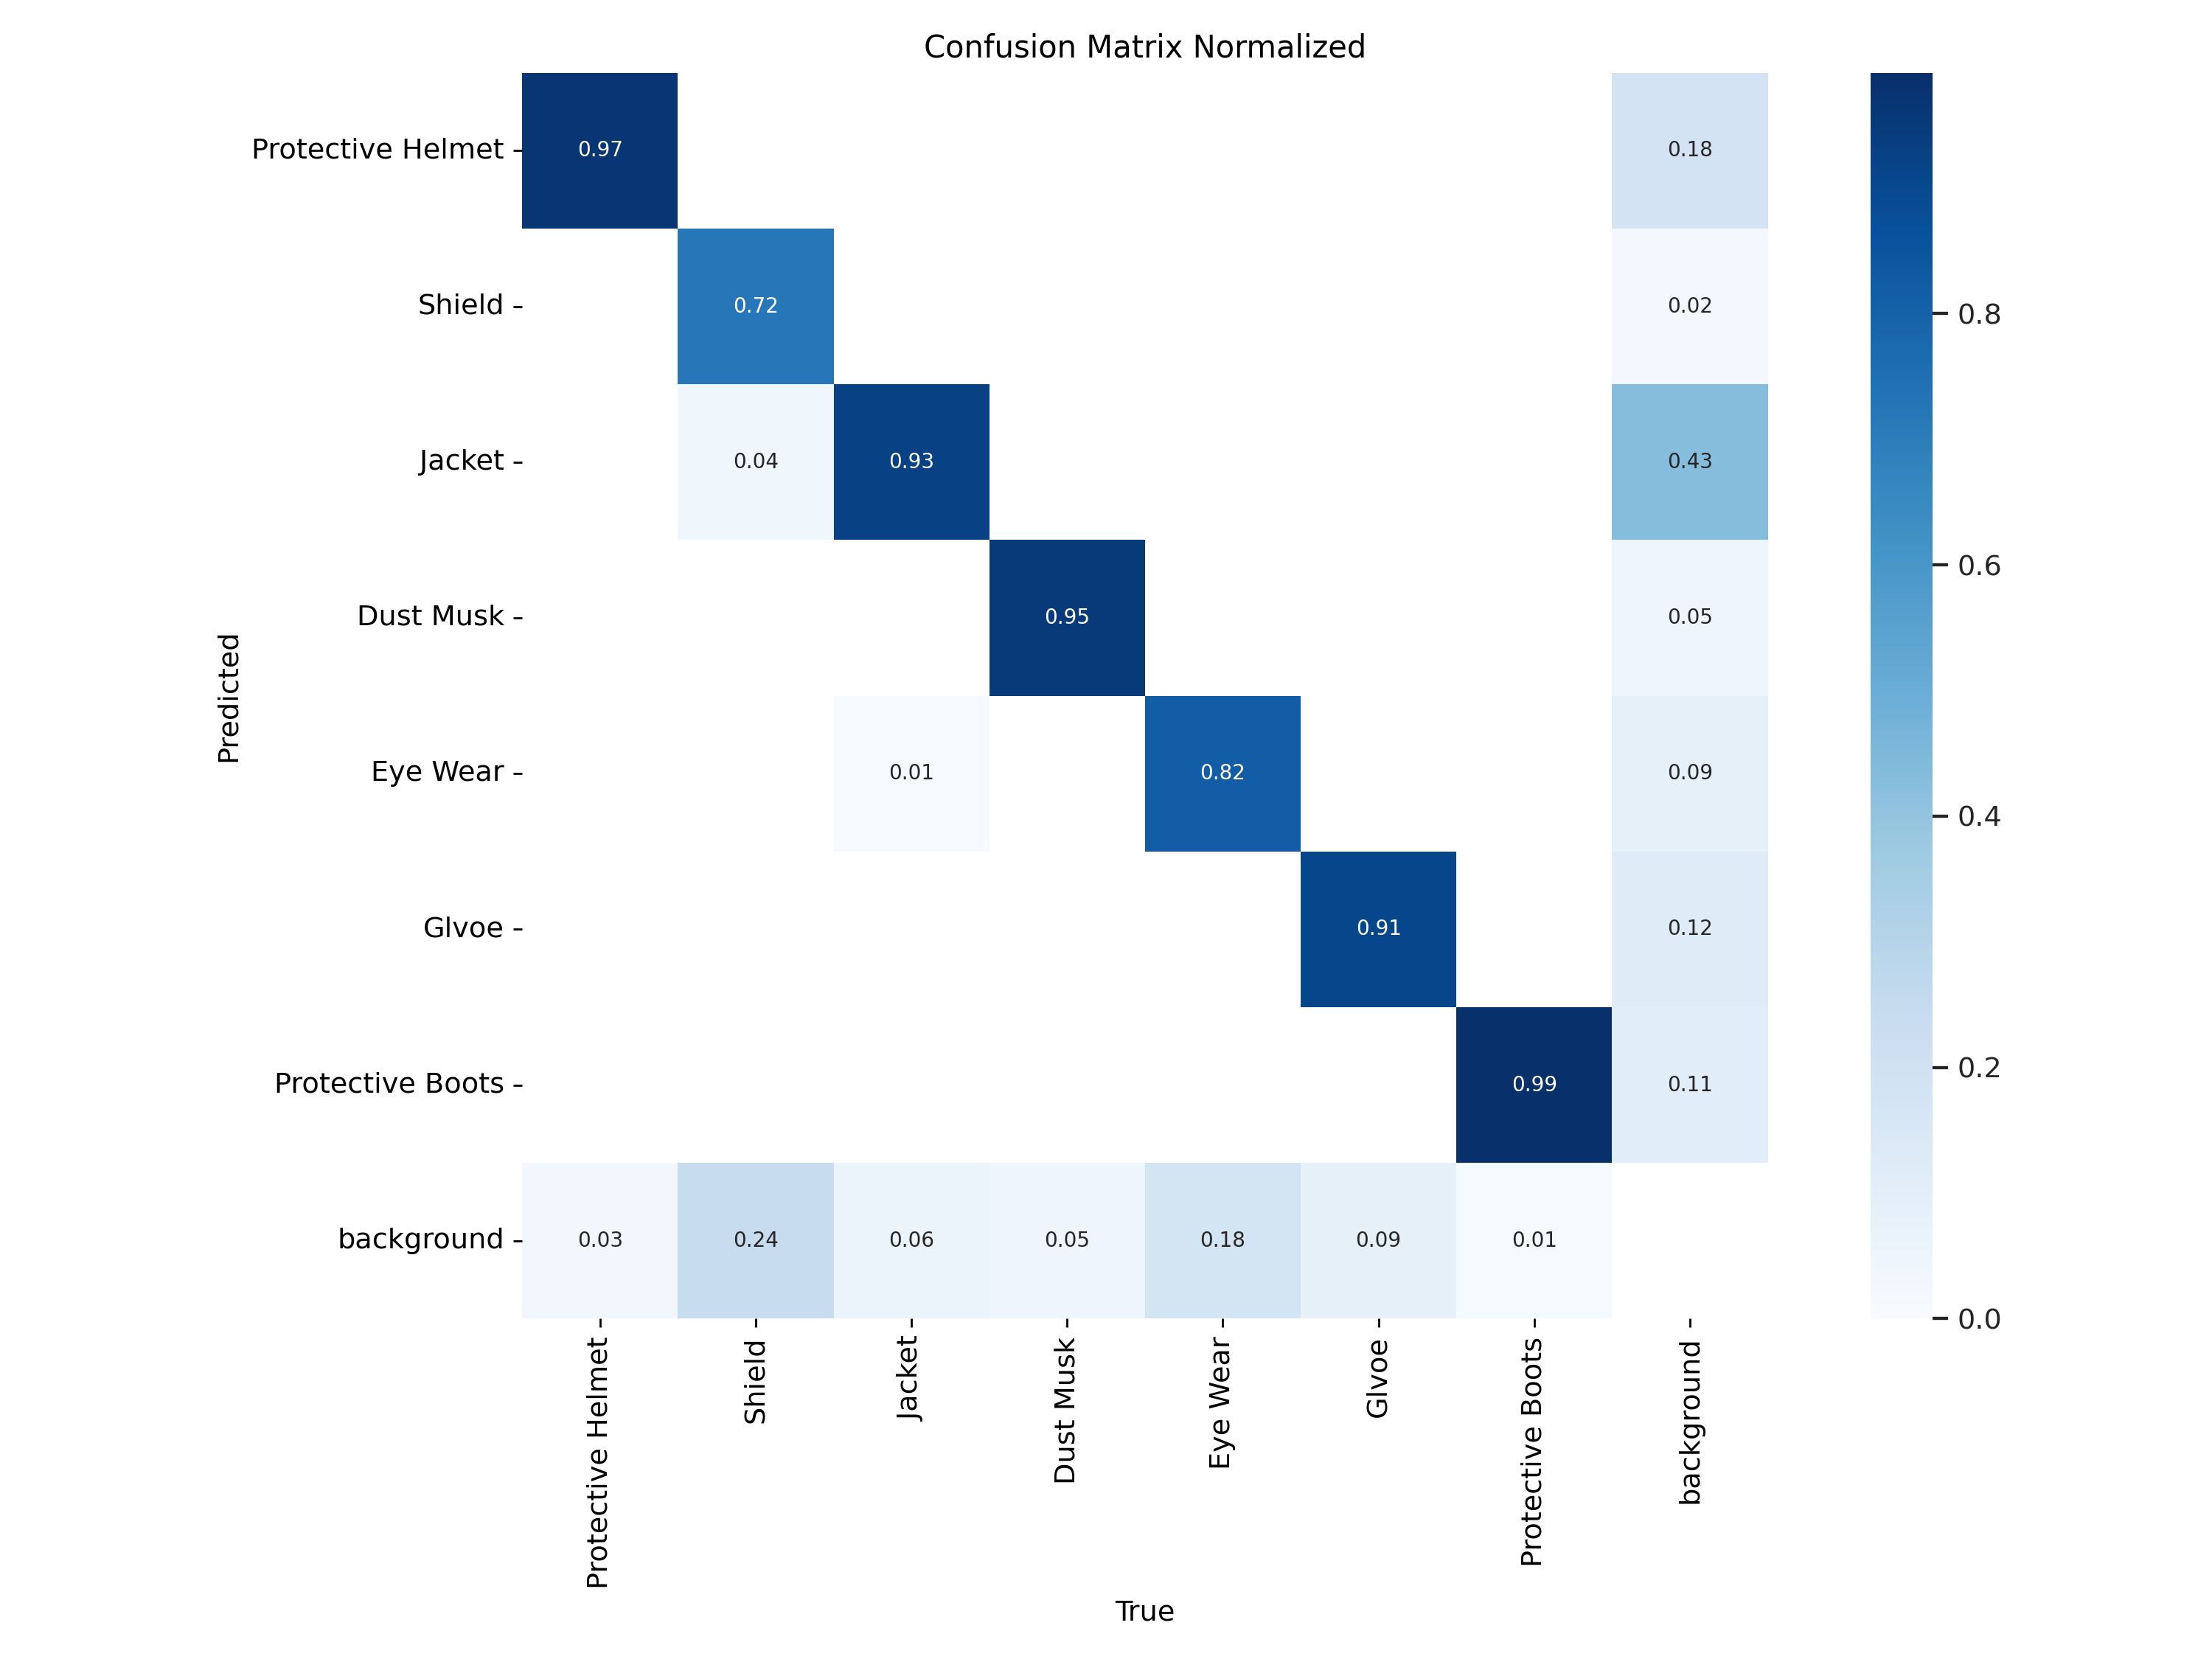 Confusion Matrix Normalized
Protective Helmet
0.97
0.18
Shield
0.72
0.02
0.8
Jacket
0.04
0.93
0.43
0.6
Dust Musk
0.95
0.05
Predicted
Eye Wear
0.01
0.82
0.09
0.4
Glvoe
0.91
0.12
Protective Boots
0.99
0.11
0.2
background
0.03
0.24
0.06
0.05
0.18
0.09
0.01
0.0
Protective Helmet
Shield
Jacket
Dust Musk
Eye Wear
Glvoe
Protective Boots
background
True